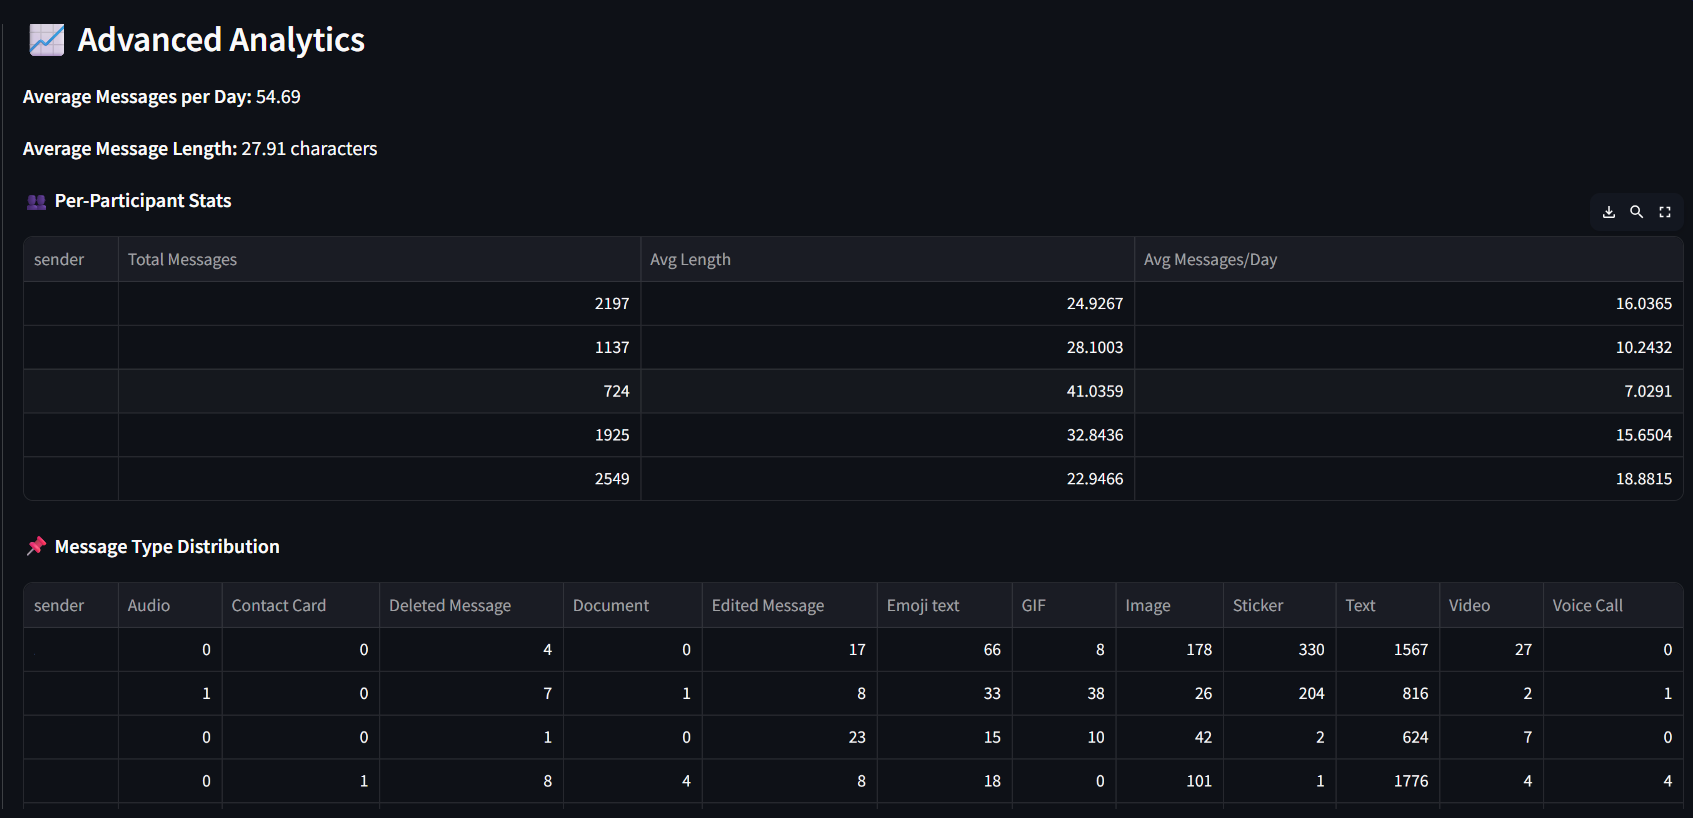 Advanced Analytics
Average Messages per Day: 54.69
Average Message Length: 27.91 characters
Per-Participant Stats
sender Total Messages Avg Length Avg Messages/Day
2197 24.9267 16.0365
1137 28.1003 10.2432
724 41.0359 7.0291
1925 32.8436 15.6504
2549 22.9466 18.8815
Message Type Distribution
sender Audio Contact Card Deleted Message Document Edited Message Emoji text GIF Image Sticker Text Video Voice Call
0 0 4 0 17 66 8 178 330 1567 27 0
1 0 7 1 8 33 38 26 204 816 2 1
0 0 1 0 23 15 10 42 2 624 7 0
0 1 8 4 8 18 0 101 1 1776 4 4